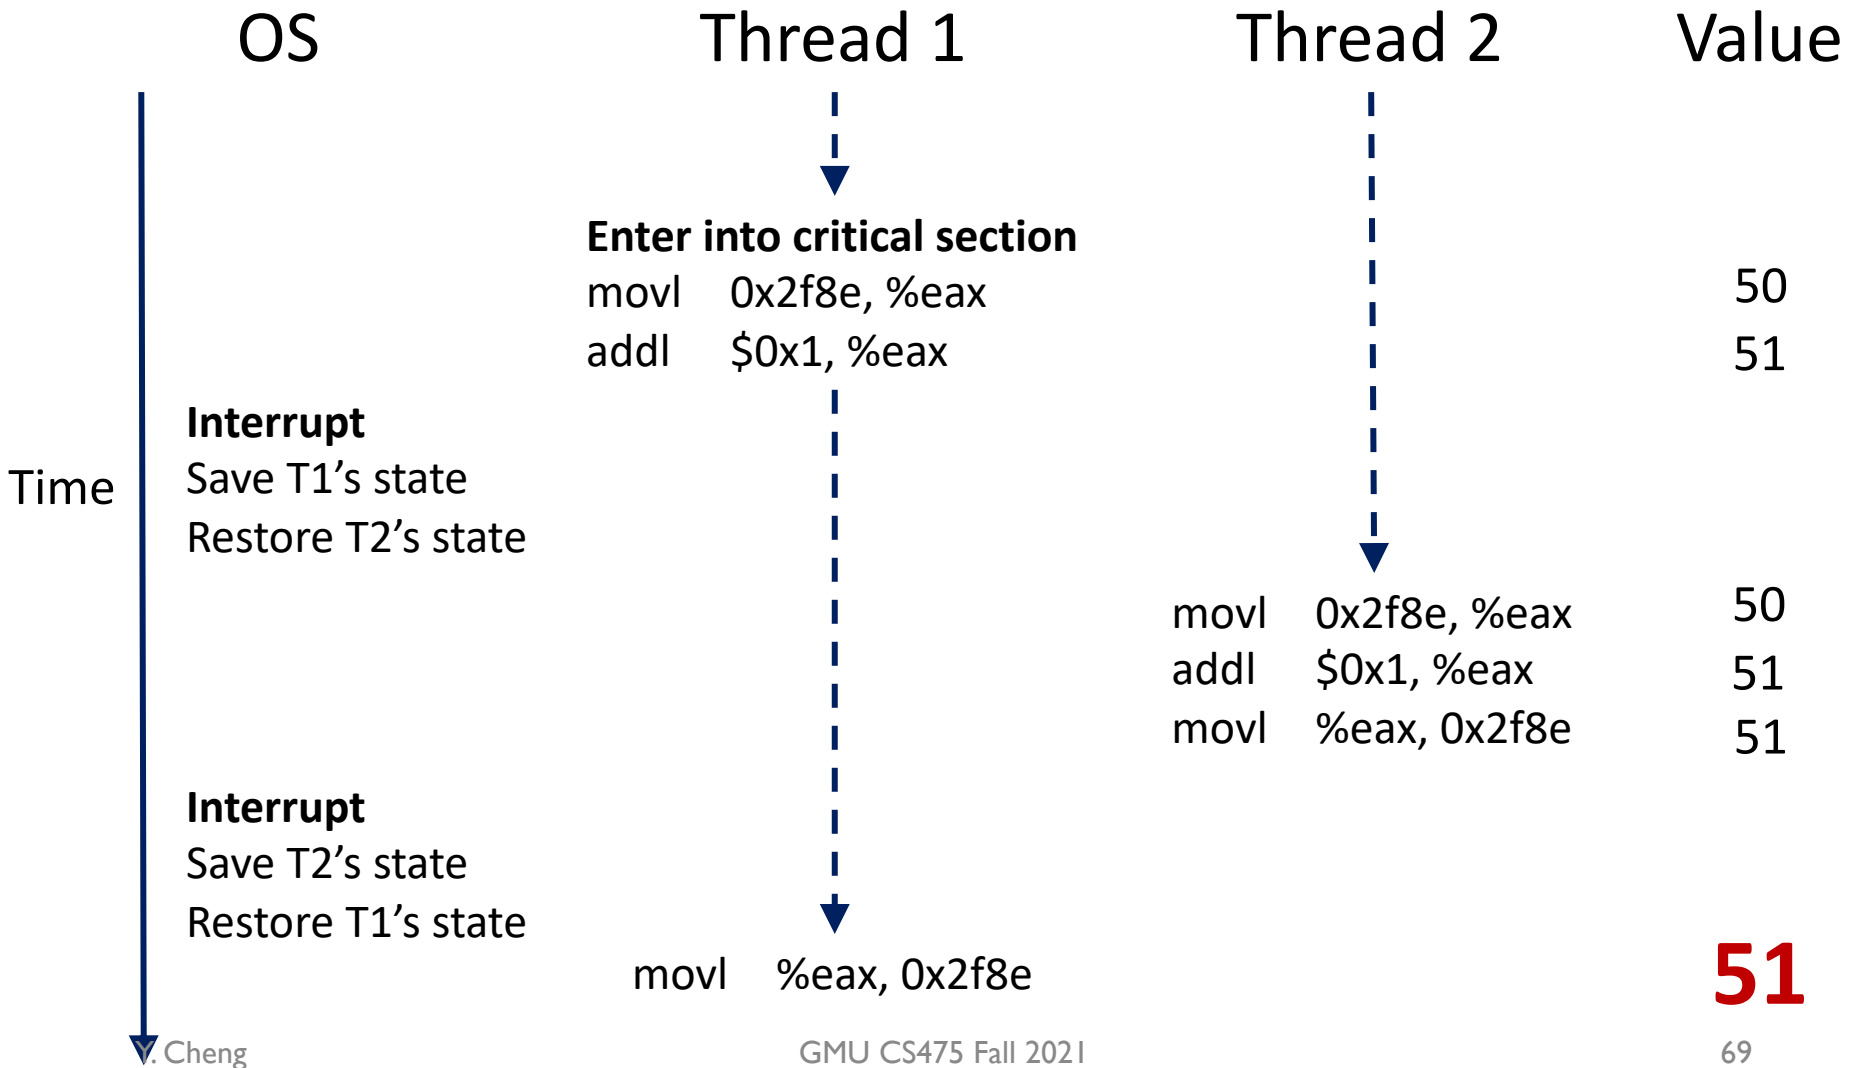 OS Thread 1 Thread 2 Value
Enter into critical section
movl 0x2f8e, %eax 50
addl $0x1, %eax 51
Interrupt
Time
Save T1’s state
Restore T2’s state
movl 0x2f8e, %eax 50
addl $0x1, %eax 51
movl %eax, 0x2f8e 51
Interrupt
Save T2’s state
Restore T1’s state
movl %eax, 0x2f8e 51
Y. Cheng GMU CS475 Fall 2021 69